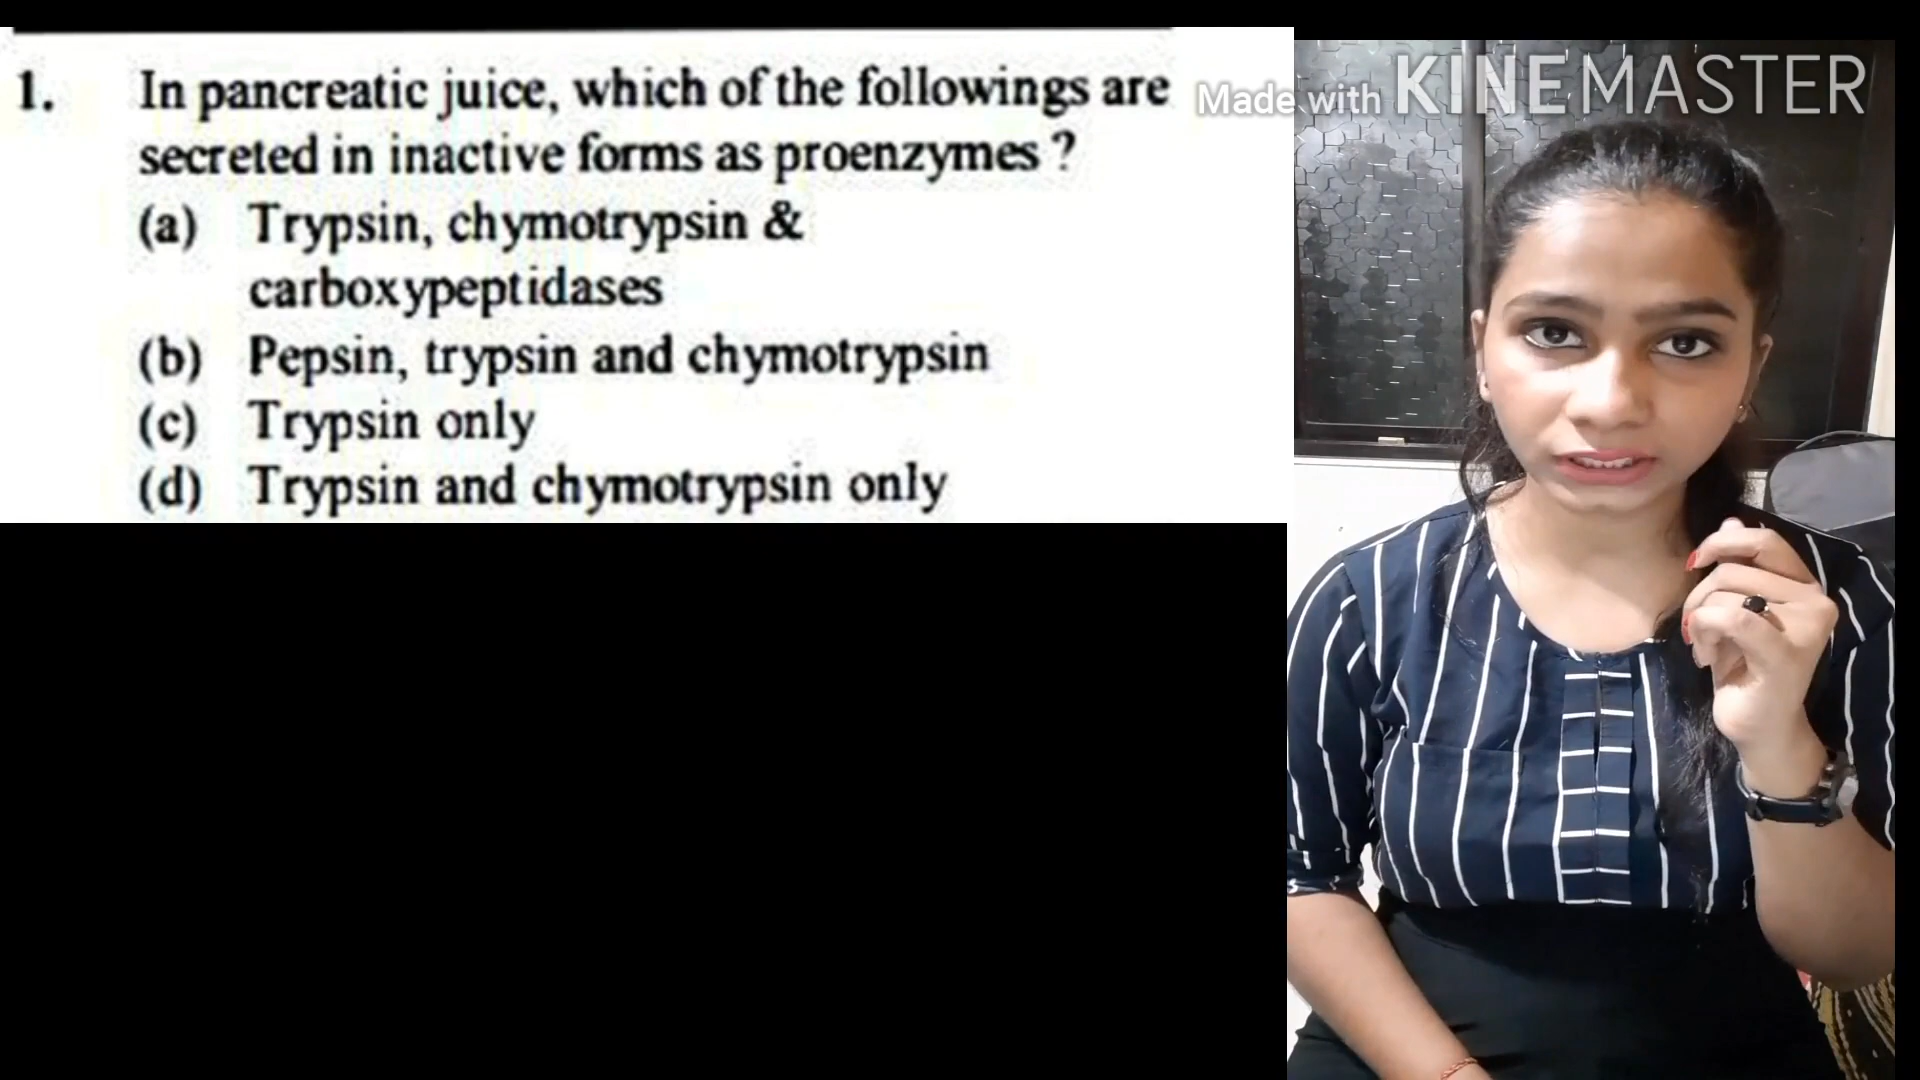 1. In pancreatic juice, which of the followings are
secreted in inactive forms as proenzymes ?
(a) Trypsin, chymotrypsin &
carboxypeptidases
(b) Pepsin, trypsin and chymotrypsin
(c) Trypsin only
(d) Trypsin and chymotrypsin only
Made with KINEMASTER